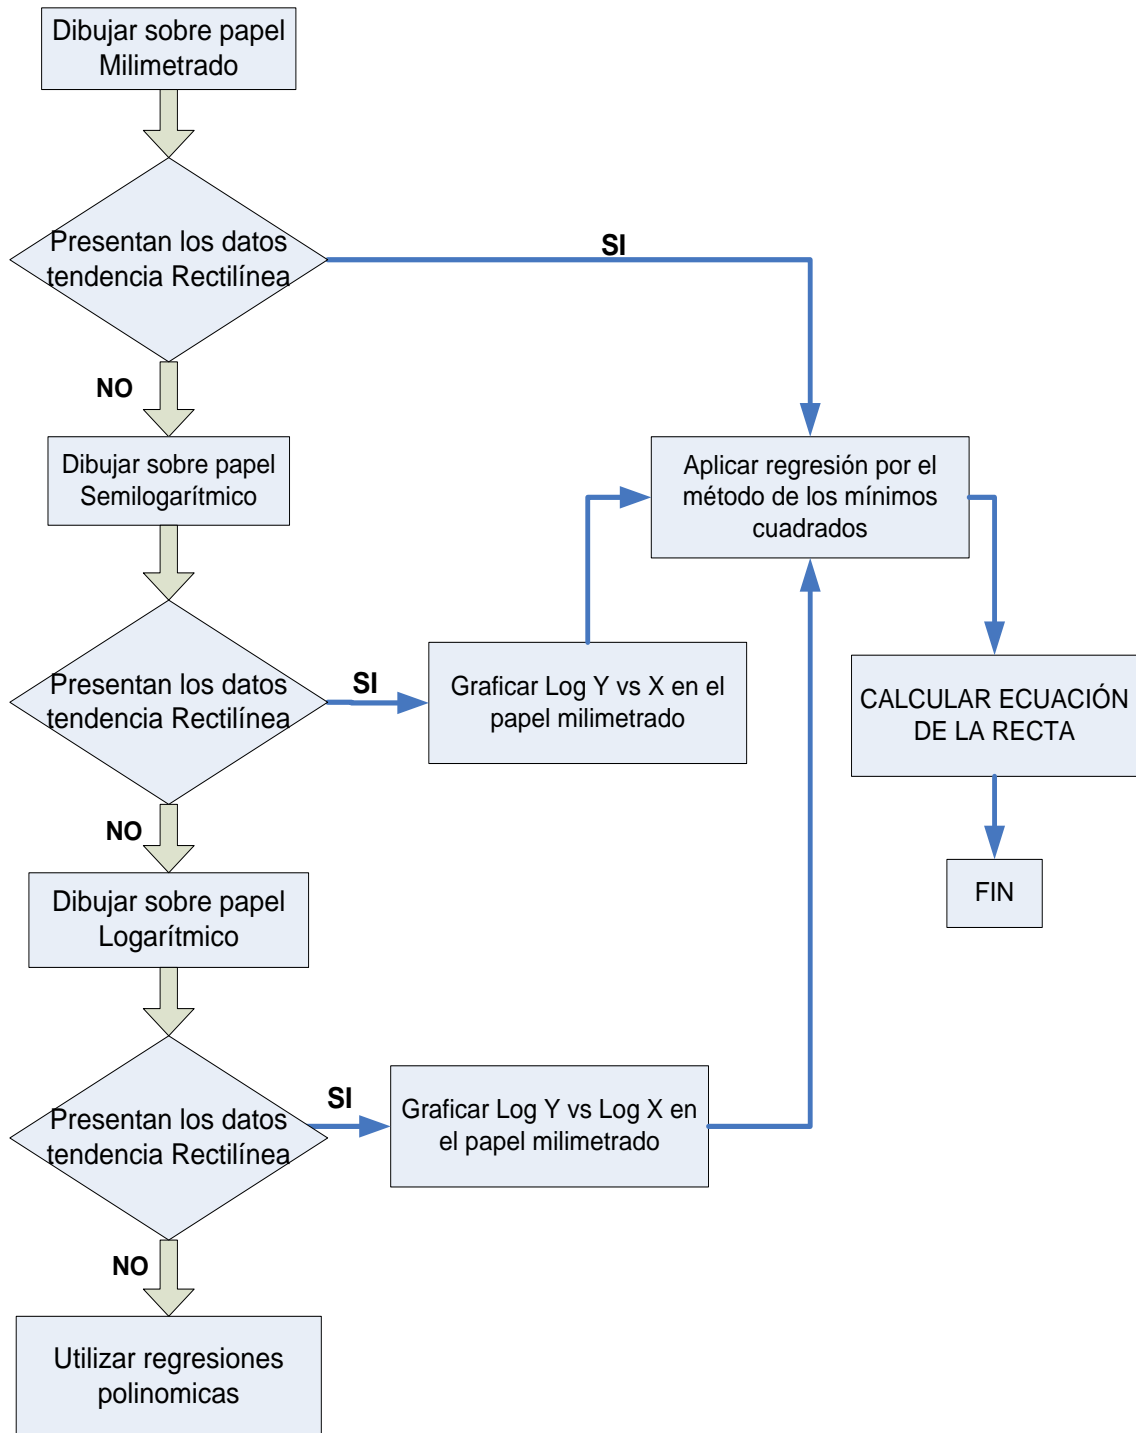 Dibujar sobre papel
Milimetrado
Presentan los datos
tendencia Rectilínea
SI
NO
Dibujar sobre papel
Semilogarítmico
Aplicar regresión por el
método de los mínimos
cuadrados
Presentan los datos
tendencia Rectilínea
SI
Graficar Log Y vs X en el
papel milimetrado
CALCULAR ECUACIÓN
DE LA RECTA
NO
Dibujar sobre papel
Logarítmico
FIN
Presentan los datos
tendencia Rectilínea
SI
Graficar Log Y vs Log X en
el papel milimetrado
NO
Utilizar regresiones
polinomicas